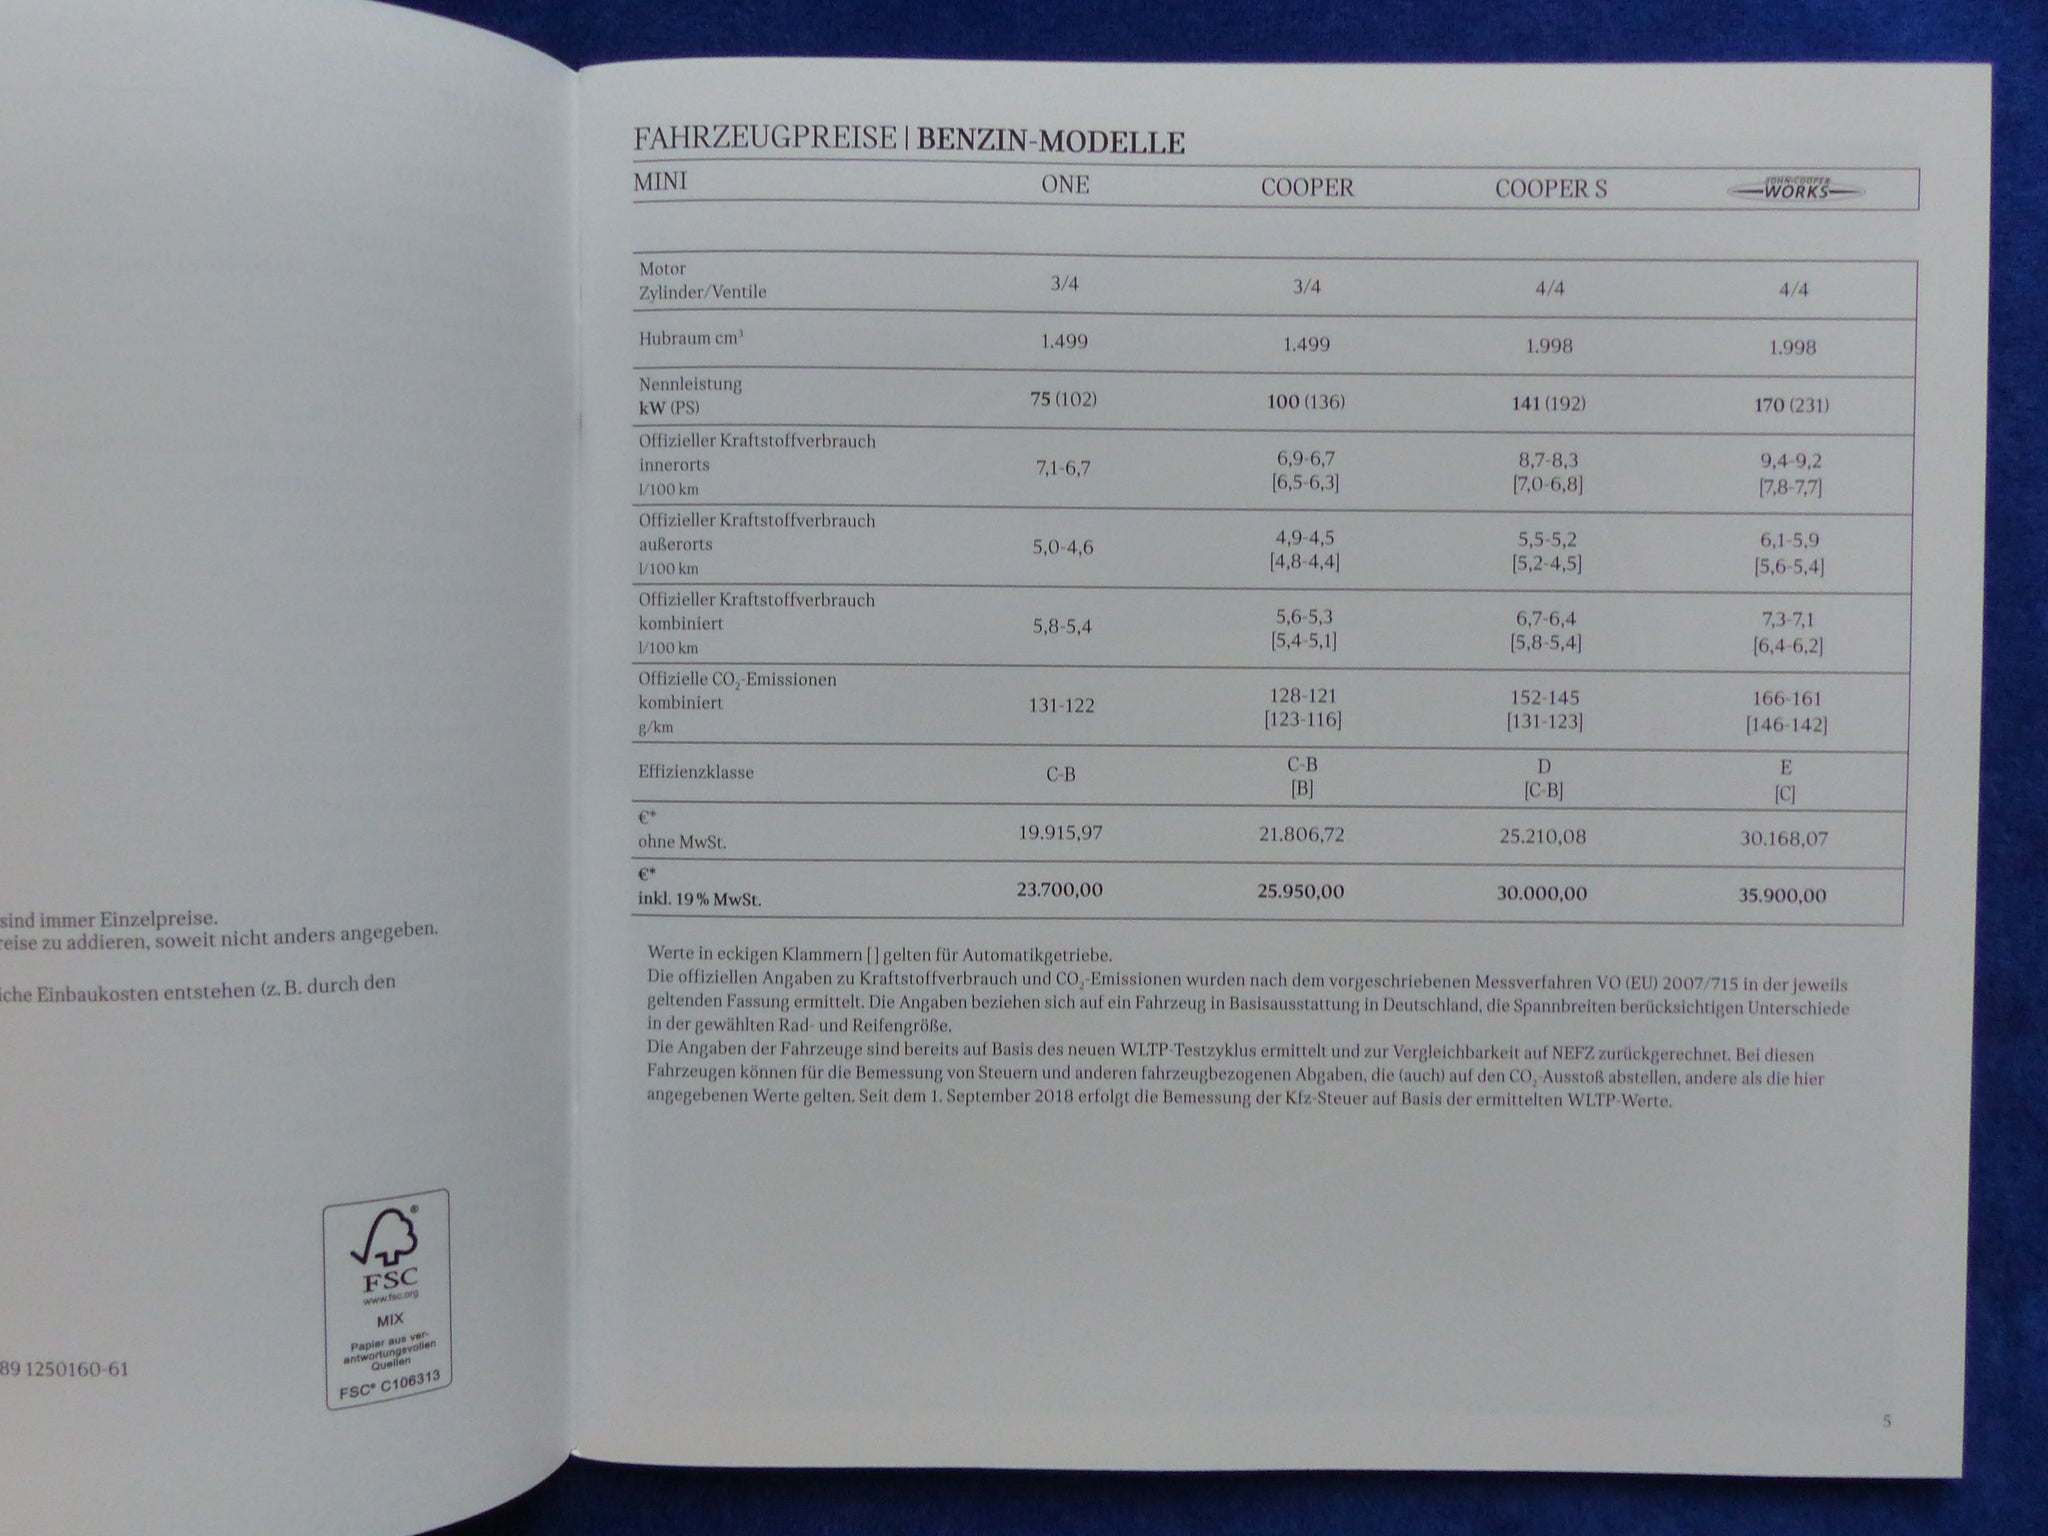 sind immer Einzelpreise.
reise zu addieren, soweit nicht anders angegeben.
iche Einbaukosten entstehen (z. B. durch den
FSC®
www.fsc.org
MIX
Papier aus ver-
antwortungsvollen
Quellen
FSC® C106313
89 1250160-61
FAHRZEUGPREISE | BENZIN-MODELLE
MINI ONE COOPER COOPER S JOHN COOPER WORKS
Motor
Zylinder/Ventile 3/4 3/4 4/4 4/4
Hubraum cm³ 1.499 1.499 1.998 1.998
Nennleistung
kW (PS) 75 (102) 100 (136) 141 (192) 170 (231)
Offizieller Kraftstoffverbrauch
innerorts 7,1-6,7 6,9-6,7 8,7-8,3 9,4-9,2
l/100 km [6,5-6,3] [7,0-6,8] [7,8-7,7]
Offizieller Kraftstoffverbrauch
außerorts 5,0-4,6 4,9-4,5 5,5-5,2 6,1-5,9
l/100 km [4,8-4,4] [5,2-4,5] [5,6-5,4]
Offizieller Kraftstoffverbrauch
kombiniert 5,8-5,4 5,6-5,3 6,7-6,4 7,3-7,1
l/100 km [5,4-5,1] [5,8-5,4] [6,4-6,2]
Offizielle CO₂-Emissionen
kombiniert 131-122 128-121 152-145 166-161
g/km [123-116] [131-123] [146-142]
Effizienzklasse C-B C-B D E
[B] [C-B] [C]
€*
ohne MwSt. 19.915,97 21.806,72 25.210,08 30.168,07
€*
inkl. 19 % MwSt. 23.700,00 25.950,00 30.000,00 35.900,00
Werte in eckigen Klammern [ ] gelten für Automatikgetriebe.
Die offiziellen Angaben zu Kraftstoffverbrauch und CO₂-Emissionen wurden nach dem vorgeschriebenen Messverfahren VO (EU) 2007/715 in der jeweils
geltenden Fassung ermittelt. Die Angaben beziehen sich auf ein Fahrzeug in Basisausstattung in Deutschland, die Spannbreiten berücksichtigen Unterschiede
in der gewählten Rad- und Reifengröße.
Die Angaben der Fahrzeuge sind bereits auf Basis des neuen WLTP-Testzyklus ermittelt und zur Vergleichbarkeit auf NEFZ zurückgerechnet. Bei diesen
Fahrzeugen können für die Bemessung von Steuern und anderen fahrzeugbezogenen Abgaben, die (auch) auf den CO₂-Ausstoß abstellen, andere als die hier
angegebenen Werte gelten. Seit dem 1. September 2018 erfolgt die Bemessung der Kfz-Steuer auf Basis der ermittelten WLTP-Werte.
5